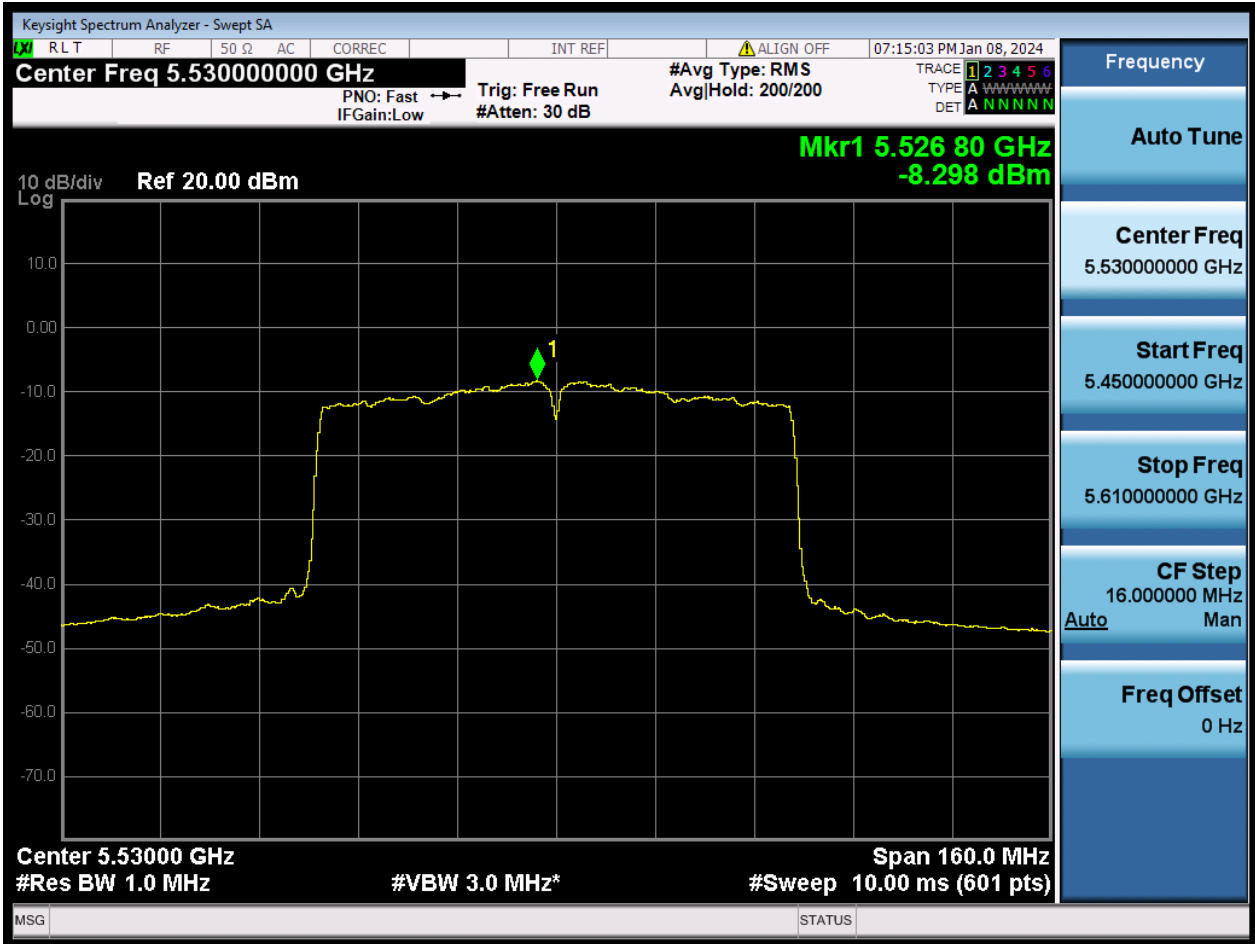 Keysight Spectrum Analyzer - Swept SA
LXI RLT RF 50 Ω AC CORREC INT REF ALIGN OFF 07:15:03 PM Jan 08, 2024
Center Freq 5.530000000 GHz
PNO: Fast
IFGain:Low
Trig: Free Run
#Atten: 30 dB
#Avg Type: RMS
Avg|Hold: 200/200
TRACE 1 2 3 4 5 6
TYPE A WWWWW
DET A N N N N N
Mkr1 5.526 80 GHz
-8.298 dBm
10 dB/div Ref 20.00 dBm
Log
10.0
0.00
-10.0
-20.0
-30.0
-40.0
-50.0
-60.0
-70.0
1
Center 5.53000 GHz Span 160.0 MHz
#Res BW 1.0 MHz #VBW 3.0 MHz* #Sweep 10.00 ms (601 pts)
MSG STATUS
Frequency
Auto Tune
Center Freq
5.530000000 GHz
Start Freq
5.450000000 GHz
Stop Freq
5.610000000 GHz
CF Step
16.000000 MHz
Auto Man
Freq Offset
0 Hz